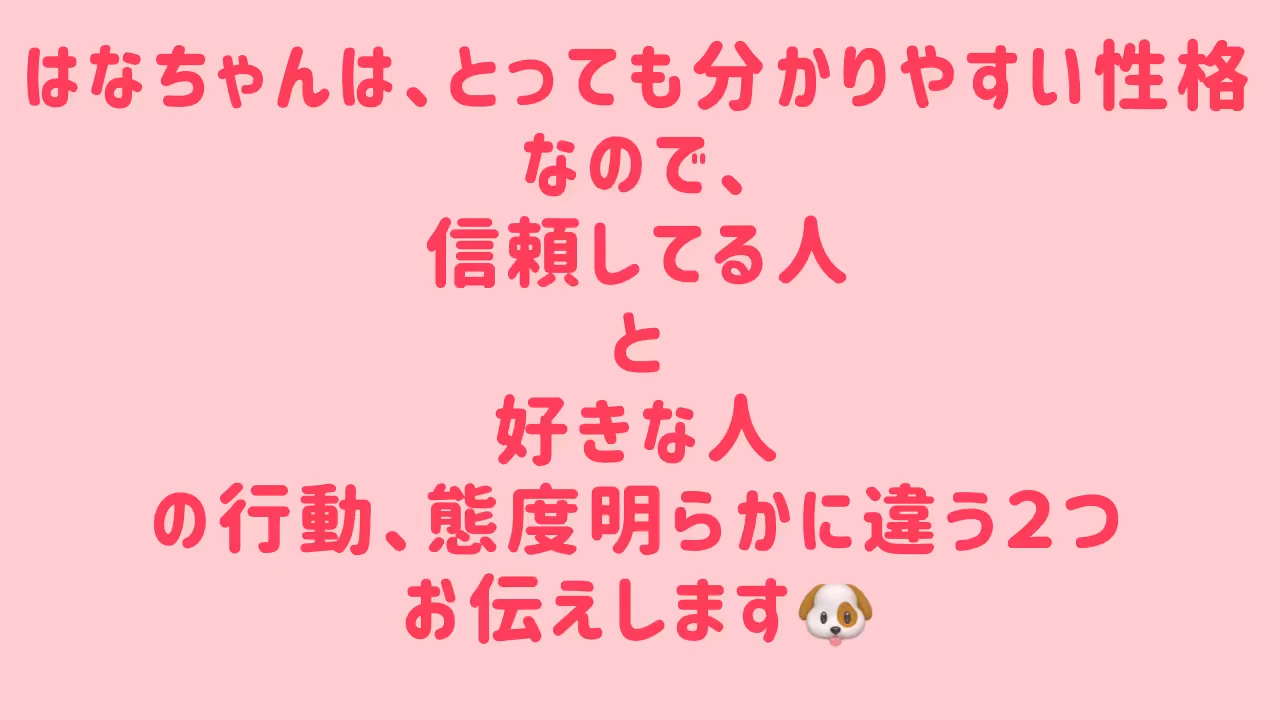 はなちゃんは、とっても分かりやすい性格
なので、
信頼してる人
と
好きな人
の行動、態度明らかに違う2つ
お伝えします🐶